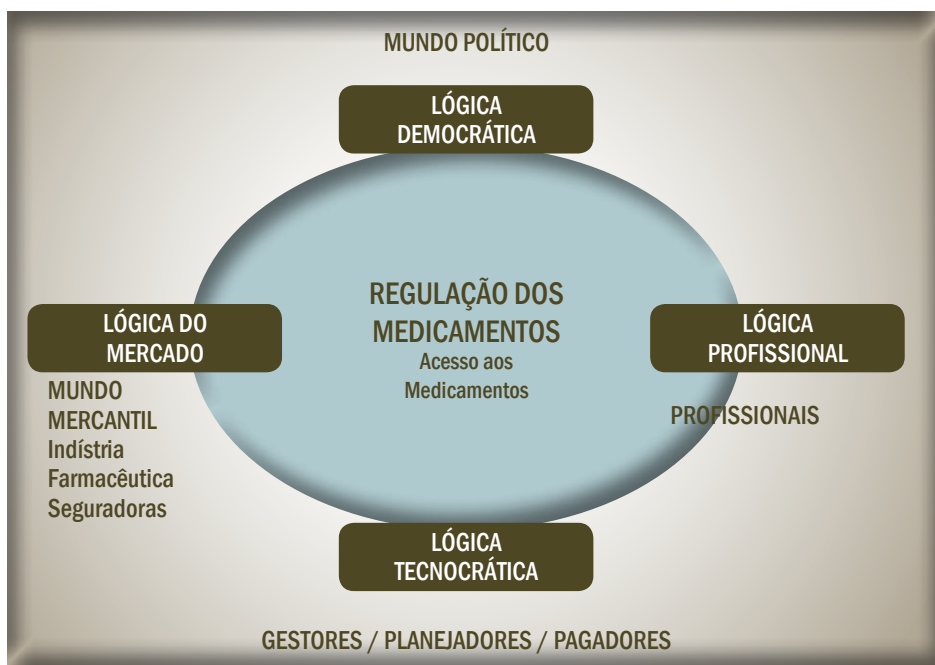 MUNDO POLÍTICO
LÓGICA
DEMOCRÁTICA
REGULAÇÃO DOS
MEDICAMENTOS
Acesso aos
Medicamentos
LÓGICA DO
MERCADO
MUNDO
MERCANTIL
Indístria
Farmacêutica
Seguradoras
LÓGICA
PROFISSIONAL
PROFISSIONAIS
LÓGICA
TECNOCRÁTICA
GESTORES / PLANEJADORES / PAGADORES